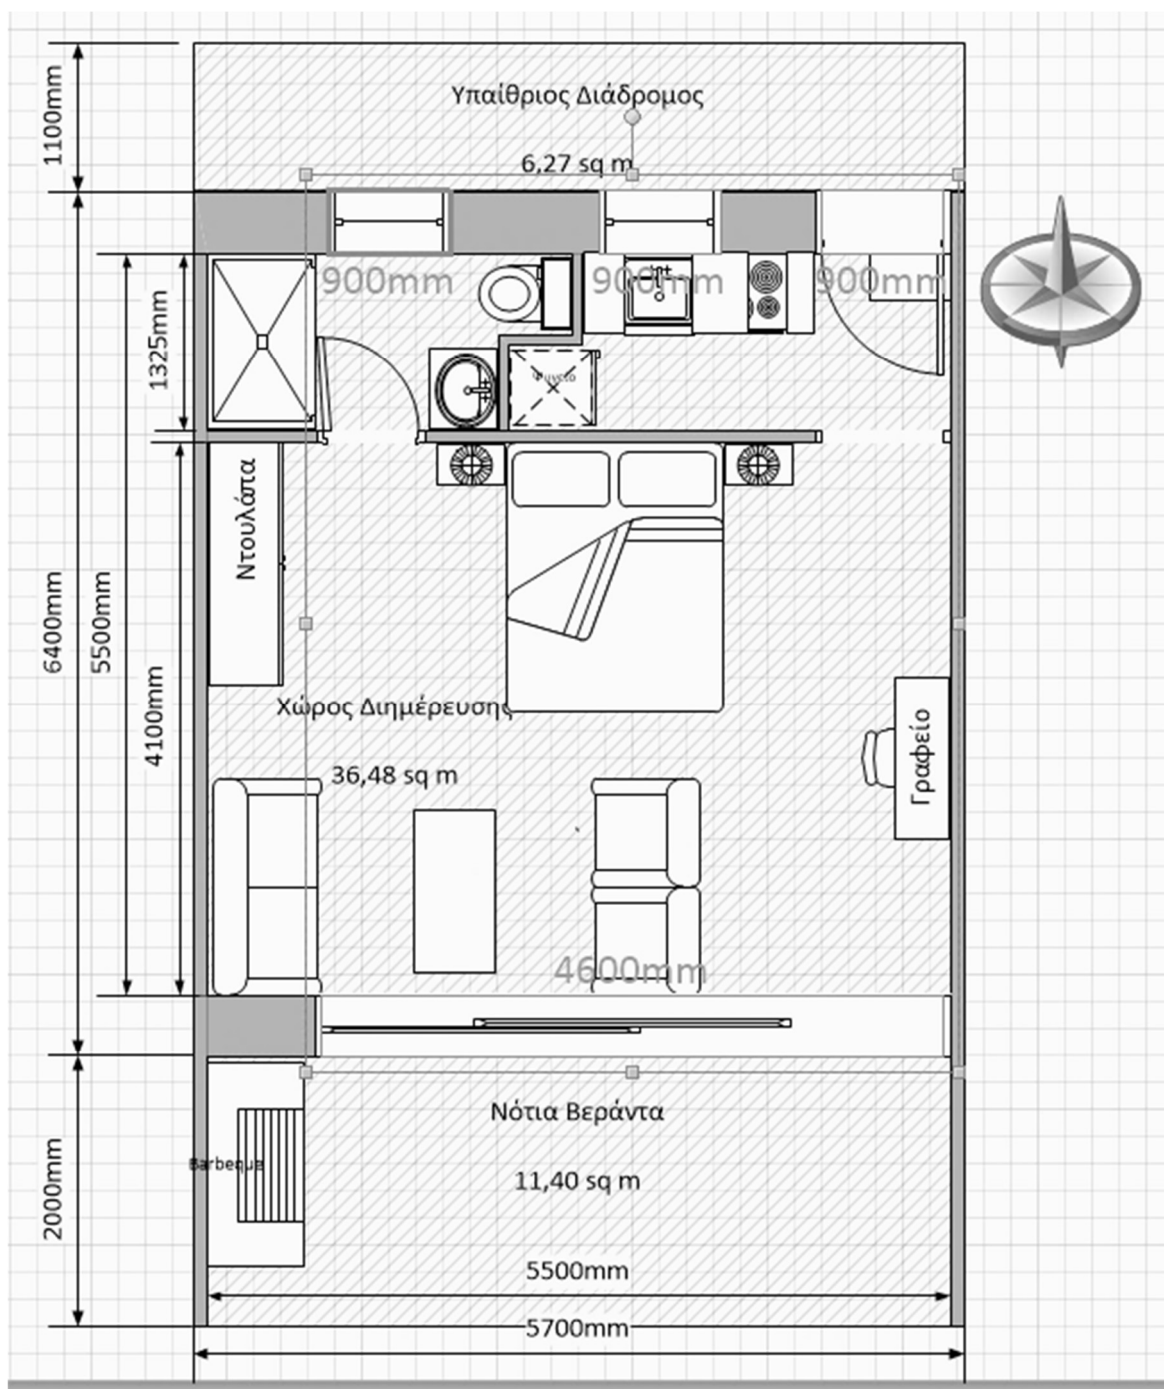 Υπαίθριος Διάδρομος
6,27 sq m
1100mm
900mm
900mm
900mm
1325mm
Ψυγείο
Ντουλάπα
6400mm
5500mm
4100mm
Χώρος Διημέρευσης
36,48 sq m
Γραφείο
4600mm
Νότια Βεράντα
Barbeque
11,40 sq m
2000mm
5500mm
5700mm